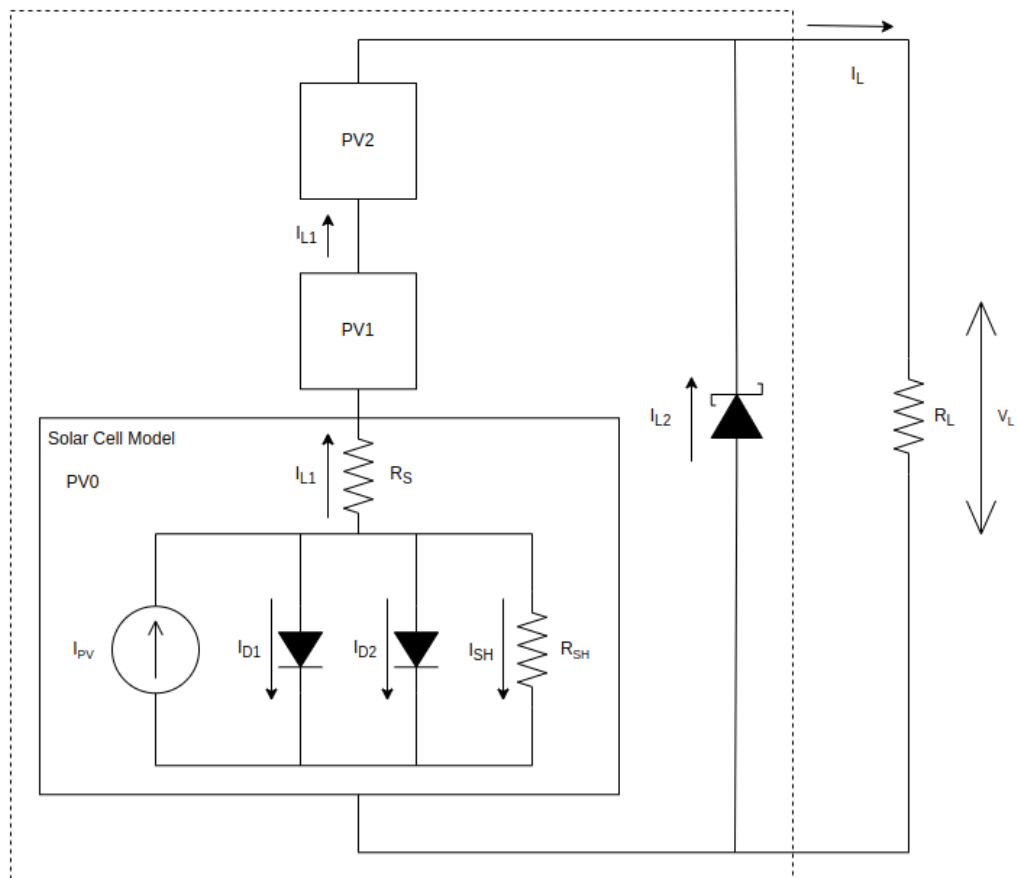 I_L
PV2
I_L1
PV1
Solar Cell Model
PV0
I_L1
R_S
I_L2
R_L
V_L
I_PV
I_D1
I_D2
I_SH
R_SH